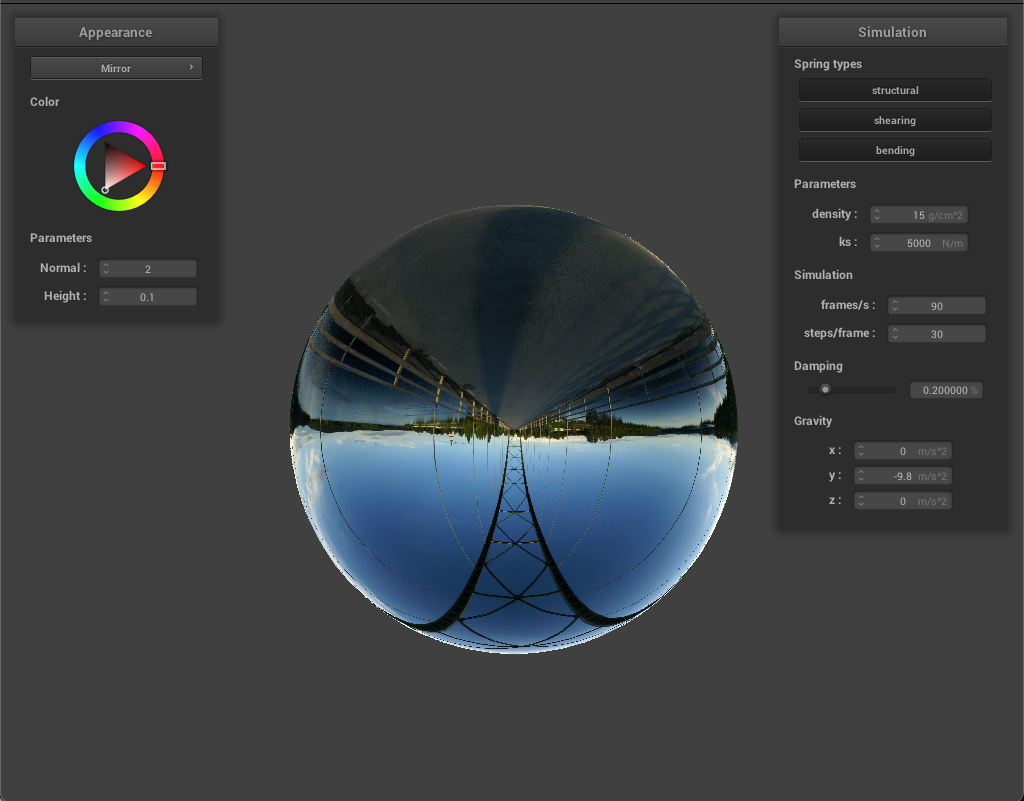 Appearance
Mirror
Color
Parameters
Normal : 2
Height : 0.1
Simulation
Spring types
structural
shearing
bending
Parameters
density : 15 g/cm^2
ks : 5000 N/m
Simulation
frames/s : 90
steps/frame : 30
Damping
0.200000 %
Gravity
x : 0 m/s^2
y : -9.8 m/s^2
z : 0 m/s^2